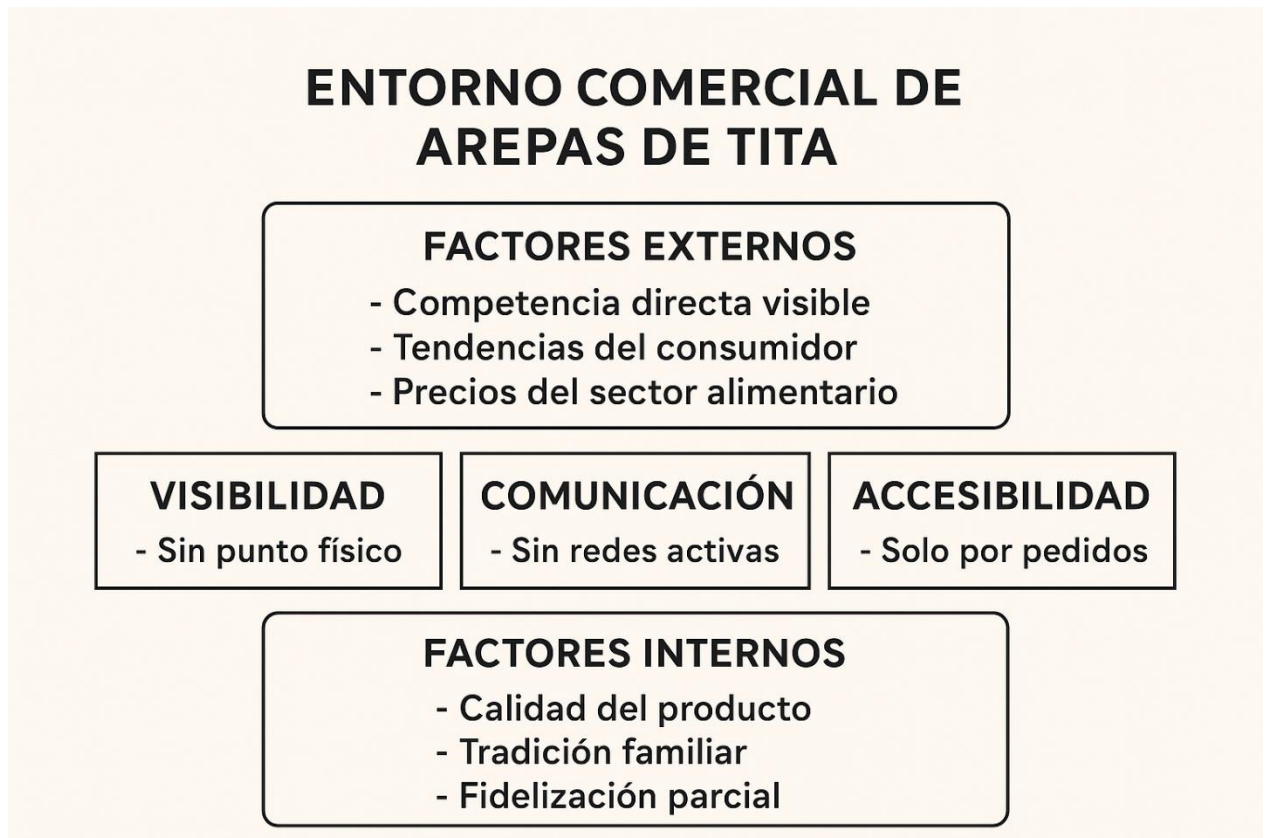 ENTORNO COMERCIAL DE
AREPAS DE TITA
FACTORES EXTERNOS
- Competencia directa visible
- Tendencias del consumidor
- Precios del sector alimentario
VISIBILIDAD
- Sin punto físico
COMUNICACIÓN
- Sin redes activas
ACCESIBILIDAD
- Solo por pedidos
FACTORES INTERNOS
- Calidad del producto
- Tradición familiar
- Fidelización parcial